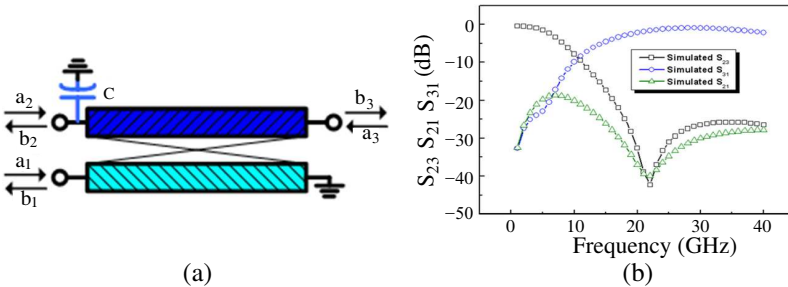 C
a₂
b₂
b₃
a₃
a₁
b₁
(a)
0
−10
−20
−30
−40
−50
S₂₃ S₂₁ S₃₁ (dB)
Simulated S₂₃
Simulated S₃₁
Simulated S₂₁
0 10 20 30 40
Frequency (GHz)
(b)